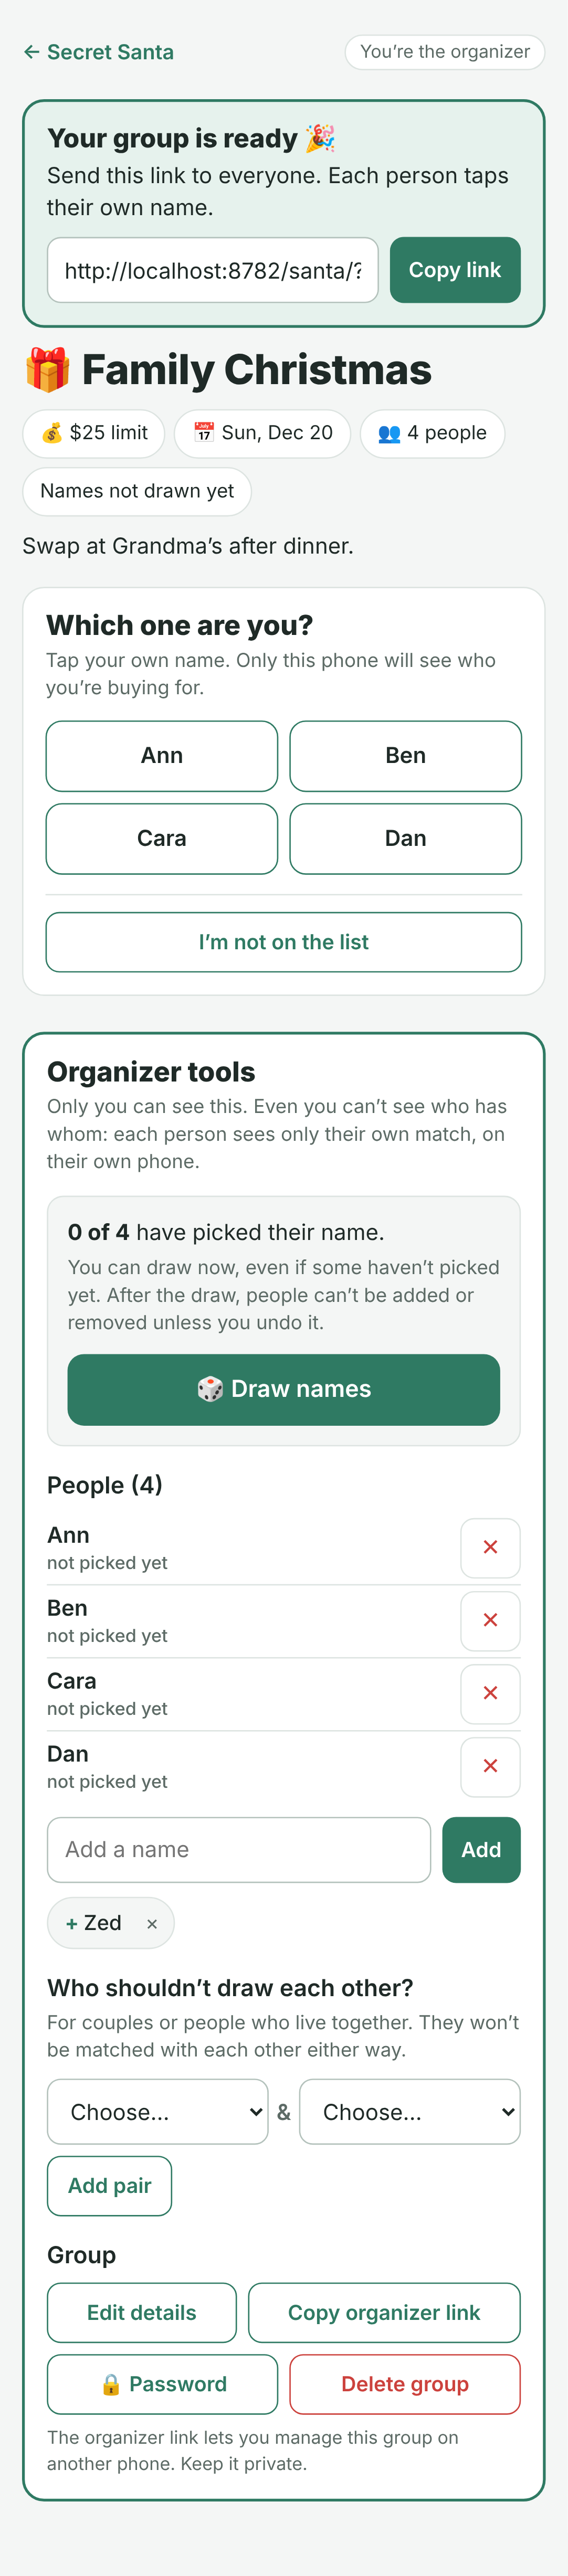 ← Secret Santa
You’re the organizer
Your group is ready 🎉
Send this link to everyone. Each person taps
their own name.
http://localhost:8782/santa/?
Copy link
🎁 Family Christmas
💰 $25 limit
📅 Sun, Dec 20
👥 4 people
Names not drawn yet
Swap at Grandma’s after dinner.
Which one are you?
Tap your own name. Only this phone will see who
you’re buying for.
Ann
Ben
Cara
Dan
I’m not on the list
Organizer tools
Only you can see this. Even you can’t see who has
whom: each person sees only their own match, on
their own phone.
0 of 4 have picked their name.
You can draw now, even if some haven’t picked
yet. After the draw, people can’t be added or
removed unless you undo it.
🎲 Draw names
People (4)
Ann
not picked yet
✕
Ben
not picked yet
✕
Cara
not picked yet
✕
Dan
not picked yet
✕
Add a name
Add
+ Zed ×
Who shouldn’t draw each other?
For couples or people who live together. They won’t
be matched with each other either way.
Choose…
&
Choose…
Add pair
Group
Edit details
Copy organizer link
🔒 Password
Delete group
The organizer link lets you manage this group on
another phone. Keep it private.